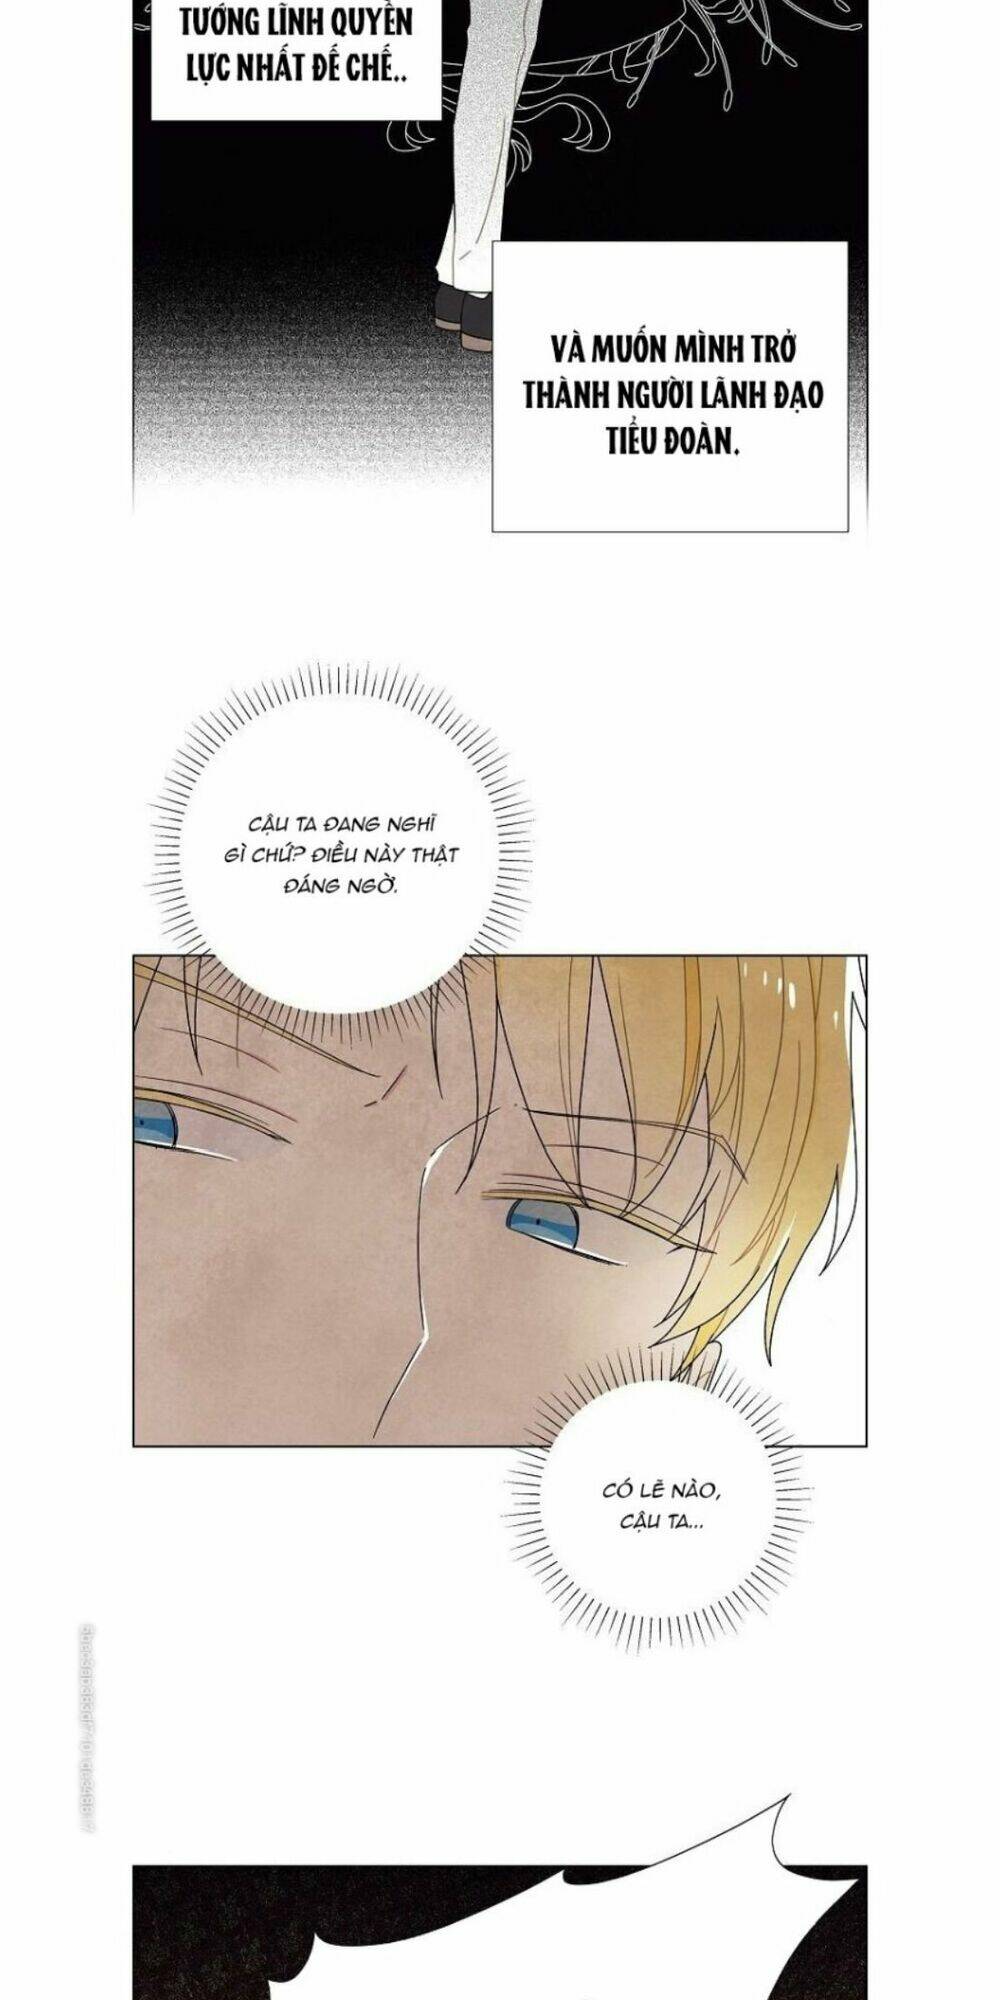 TƯỚNG LĨNH QUYỀN
LỰC NHẤT ĐẾ CHẾ..
VÀ MUỐN MÌNH TRỞ
THÀNH NGƯỜI LÃNH ĐẠO
TIỂU ĐOÀN.
CẬU TA ĐANG NGHĨ
GÌ CHỨ? ĐIỀU NÀY THẬT
ĐÁNG NGỜ.
CÓ LẼ NÀO,
CẬU TA...